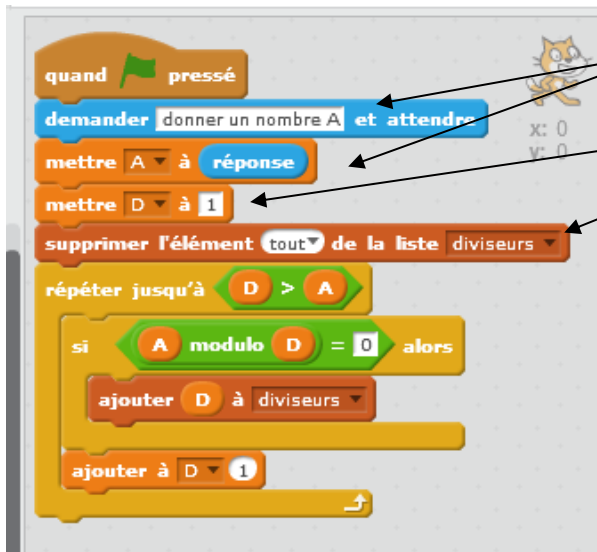 quand pressé
demander donner un nombre A et attendre
x: 0
y: 0
mettre A à réponse
mettre D à 1
supprimer l'élément tout de la liste diviseurs
répéter jusqu'à D > A
si A modulo D = 0 alors
ajouter D à diviseurs
ajouter à D 1